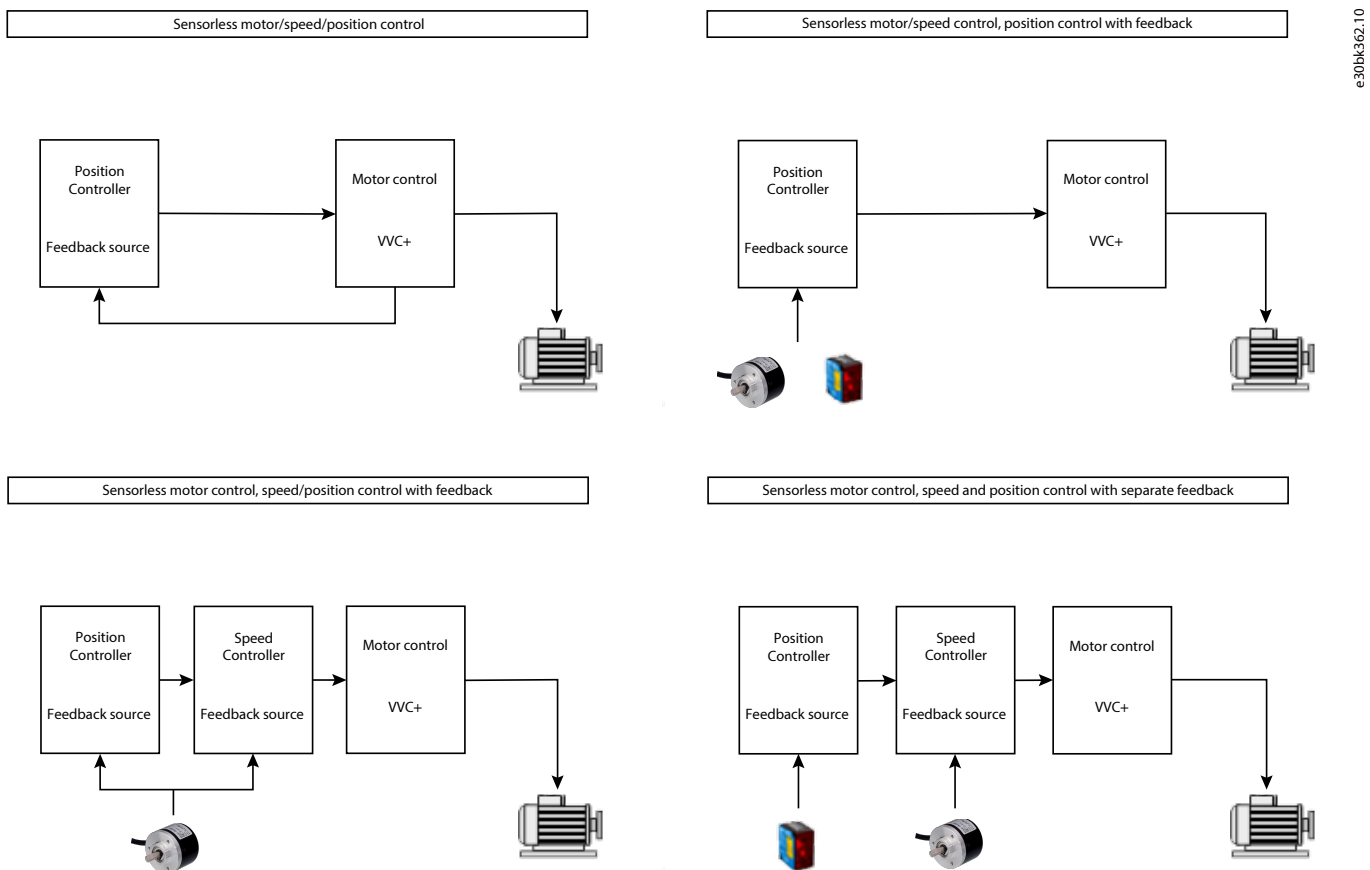 Sensorless motor/speed/position control
Position
Controller
Feedback source
Motor control
VVC+
Sensorless motor/speed control, position control with feedback
Position
Controller
Feedback source
Motor control
VVC+
e30bk362.10
Sensorless motor control, speed/position control with feedback
Position
Controller
Feedback source
Speed
Controller
Feedback source
Motor control
VVC+
Sensorless motor control, speed and position control with separate feedback
Position
Controller
Feedback source
Speed
Controller
Feedback source
Motor control
VVC+